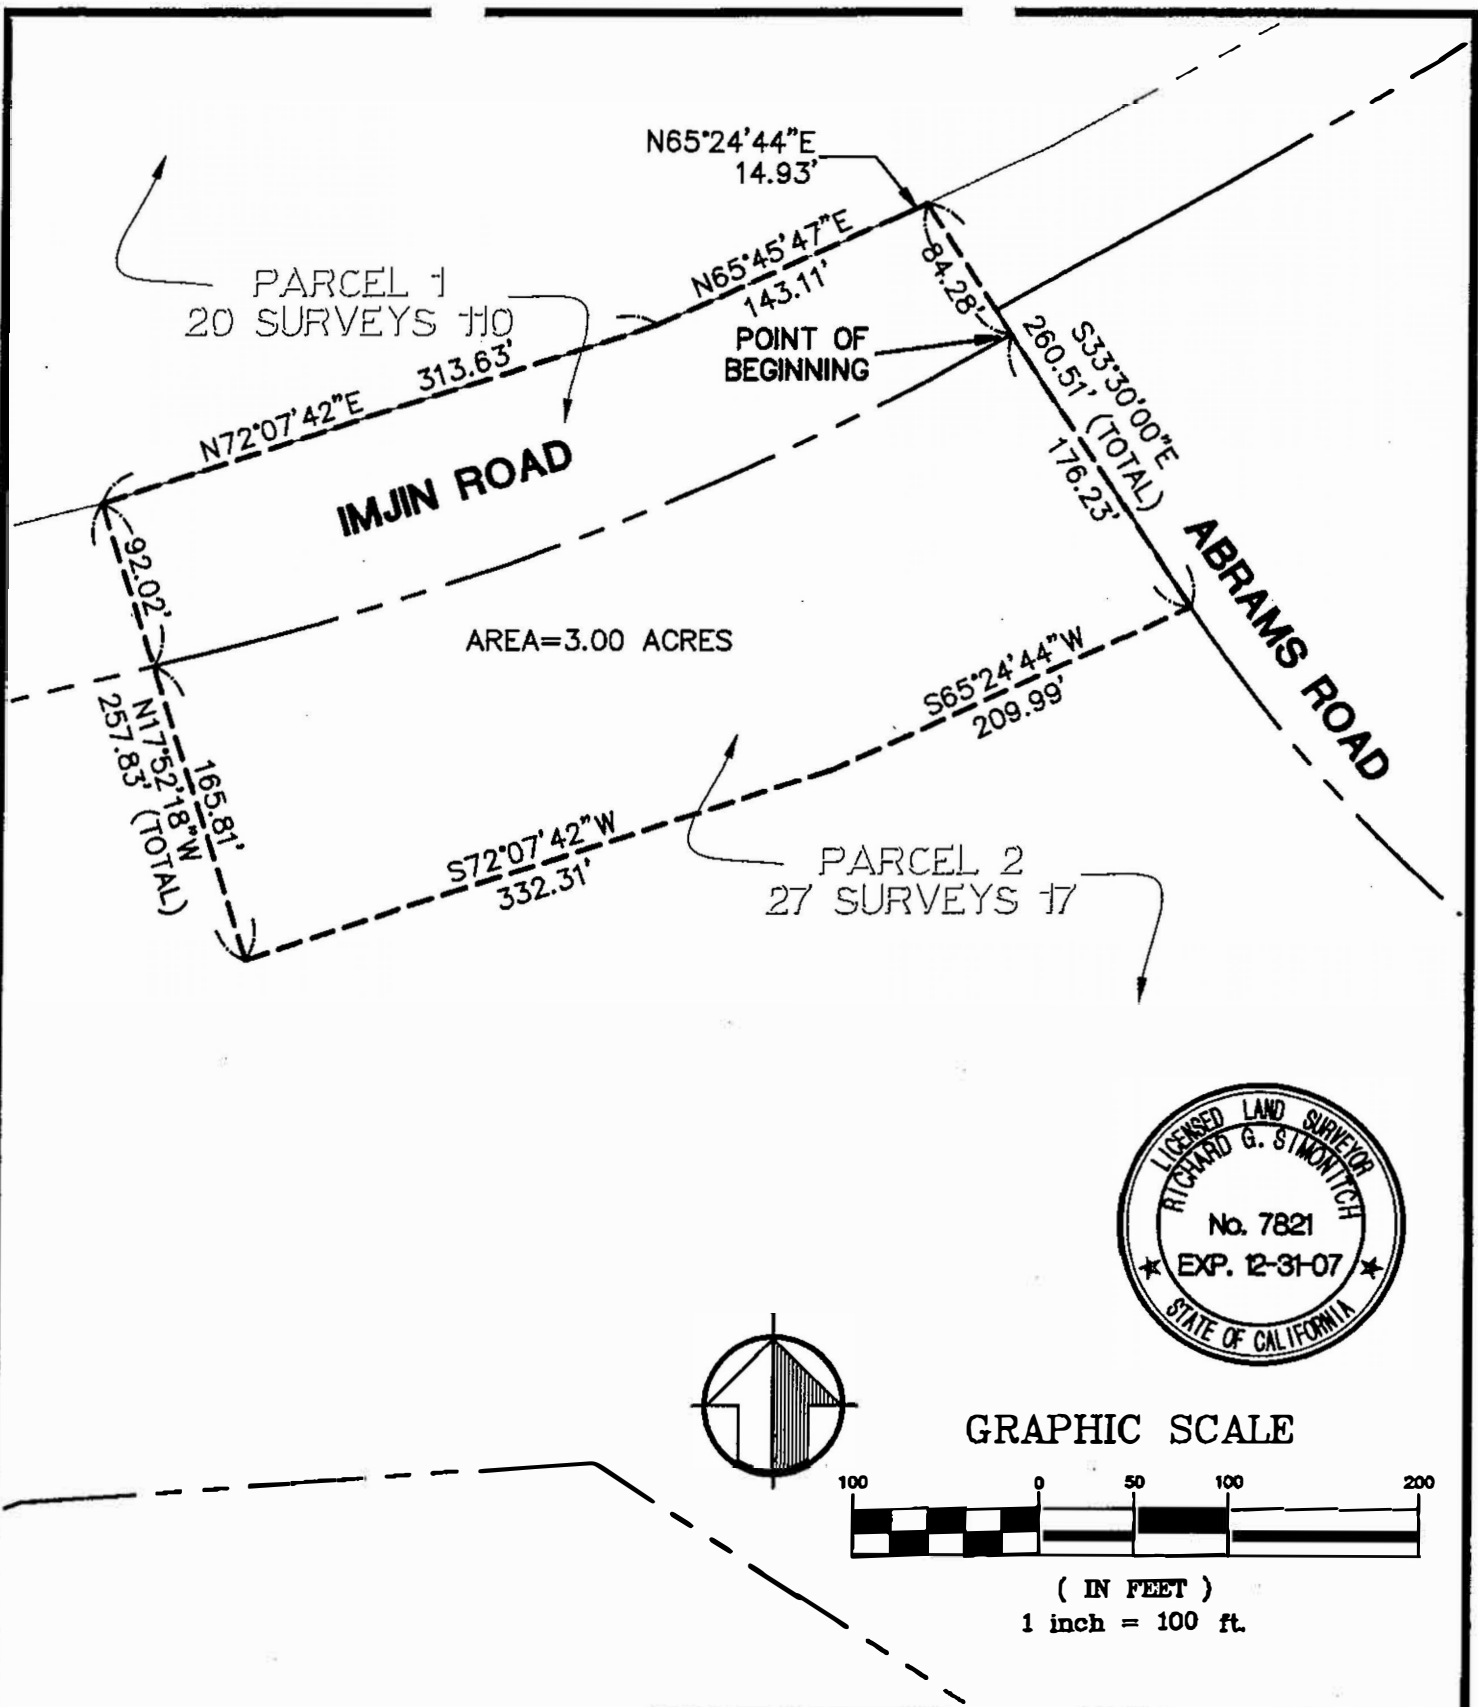 N65°24'44"E
14.93'
N65°45'47"E
143.11'
84.28'
PARCEL 1
20 SURVEYS 110
POINT OF
BEGINNING
S33°30'00"E
260.51' (TOTAL)
176.23'
313.63'
N72°07'42"E
IMJIN ROAD
ABRAMS ROAD
92.02'
AREA=3.00 ACRES
S65°24'44"W
209.99'
N17°52'18"W
257.83' (TOTAL)
165.81'
S72°07'42"W
332.31'
PARCEL 2
27 SURVEYS 17
LICENSED LAND SURVEYOR
RICHARD G. SIMONITCH
No. 7821
EXP. 12-31-07
STATE OF CALIFORNIA
GRAPHIC SCALE
100 0 50 100 200
( IN FEET )
1 inch = 100 ft.